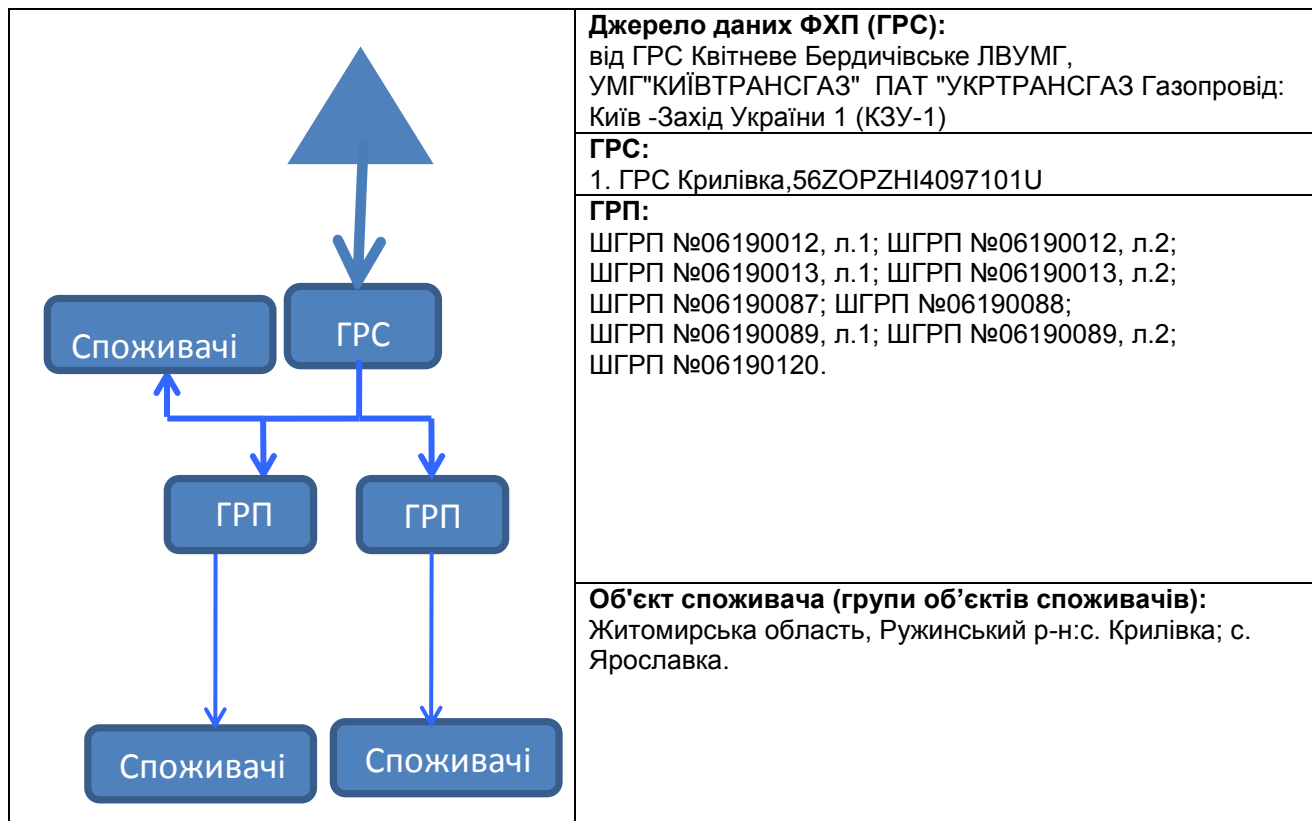 Споживачі
ГРС
ГРП
ГРП
Споживачі
Споживачі
Джерело даних ФХП (ГРС):
від ГРС Квітневе Бердичівське ЛВУМГ,
УМГ"КИЇВТРАНСГАЗ" ПАТ "УКРТРАНСГАЗ Газопровід:
Київ -Захід України 1 (КЗУ-1)
ГРС:
1. ГРС Крилівка,56ZOPZHI4097101U
ГРП:
ШГРП №06190012, л.1; ШГРП №06190012, л.2;
ШГРП №06190013, л.1; ШГРП №06190013, л.2;
ШГРП №06190087; ШГРП №06190088;
ШГРП №06190089, л.1; ШГРП №06190089, л.2;
ШГРП №06190120.
Об'єкт споживача (групи об’єктів споживачів):
Житомирська область, Ружинський р-н:с. Крилівка; с.
Ярославка.